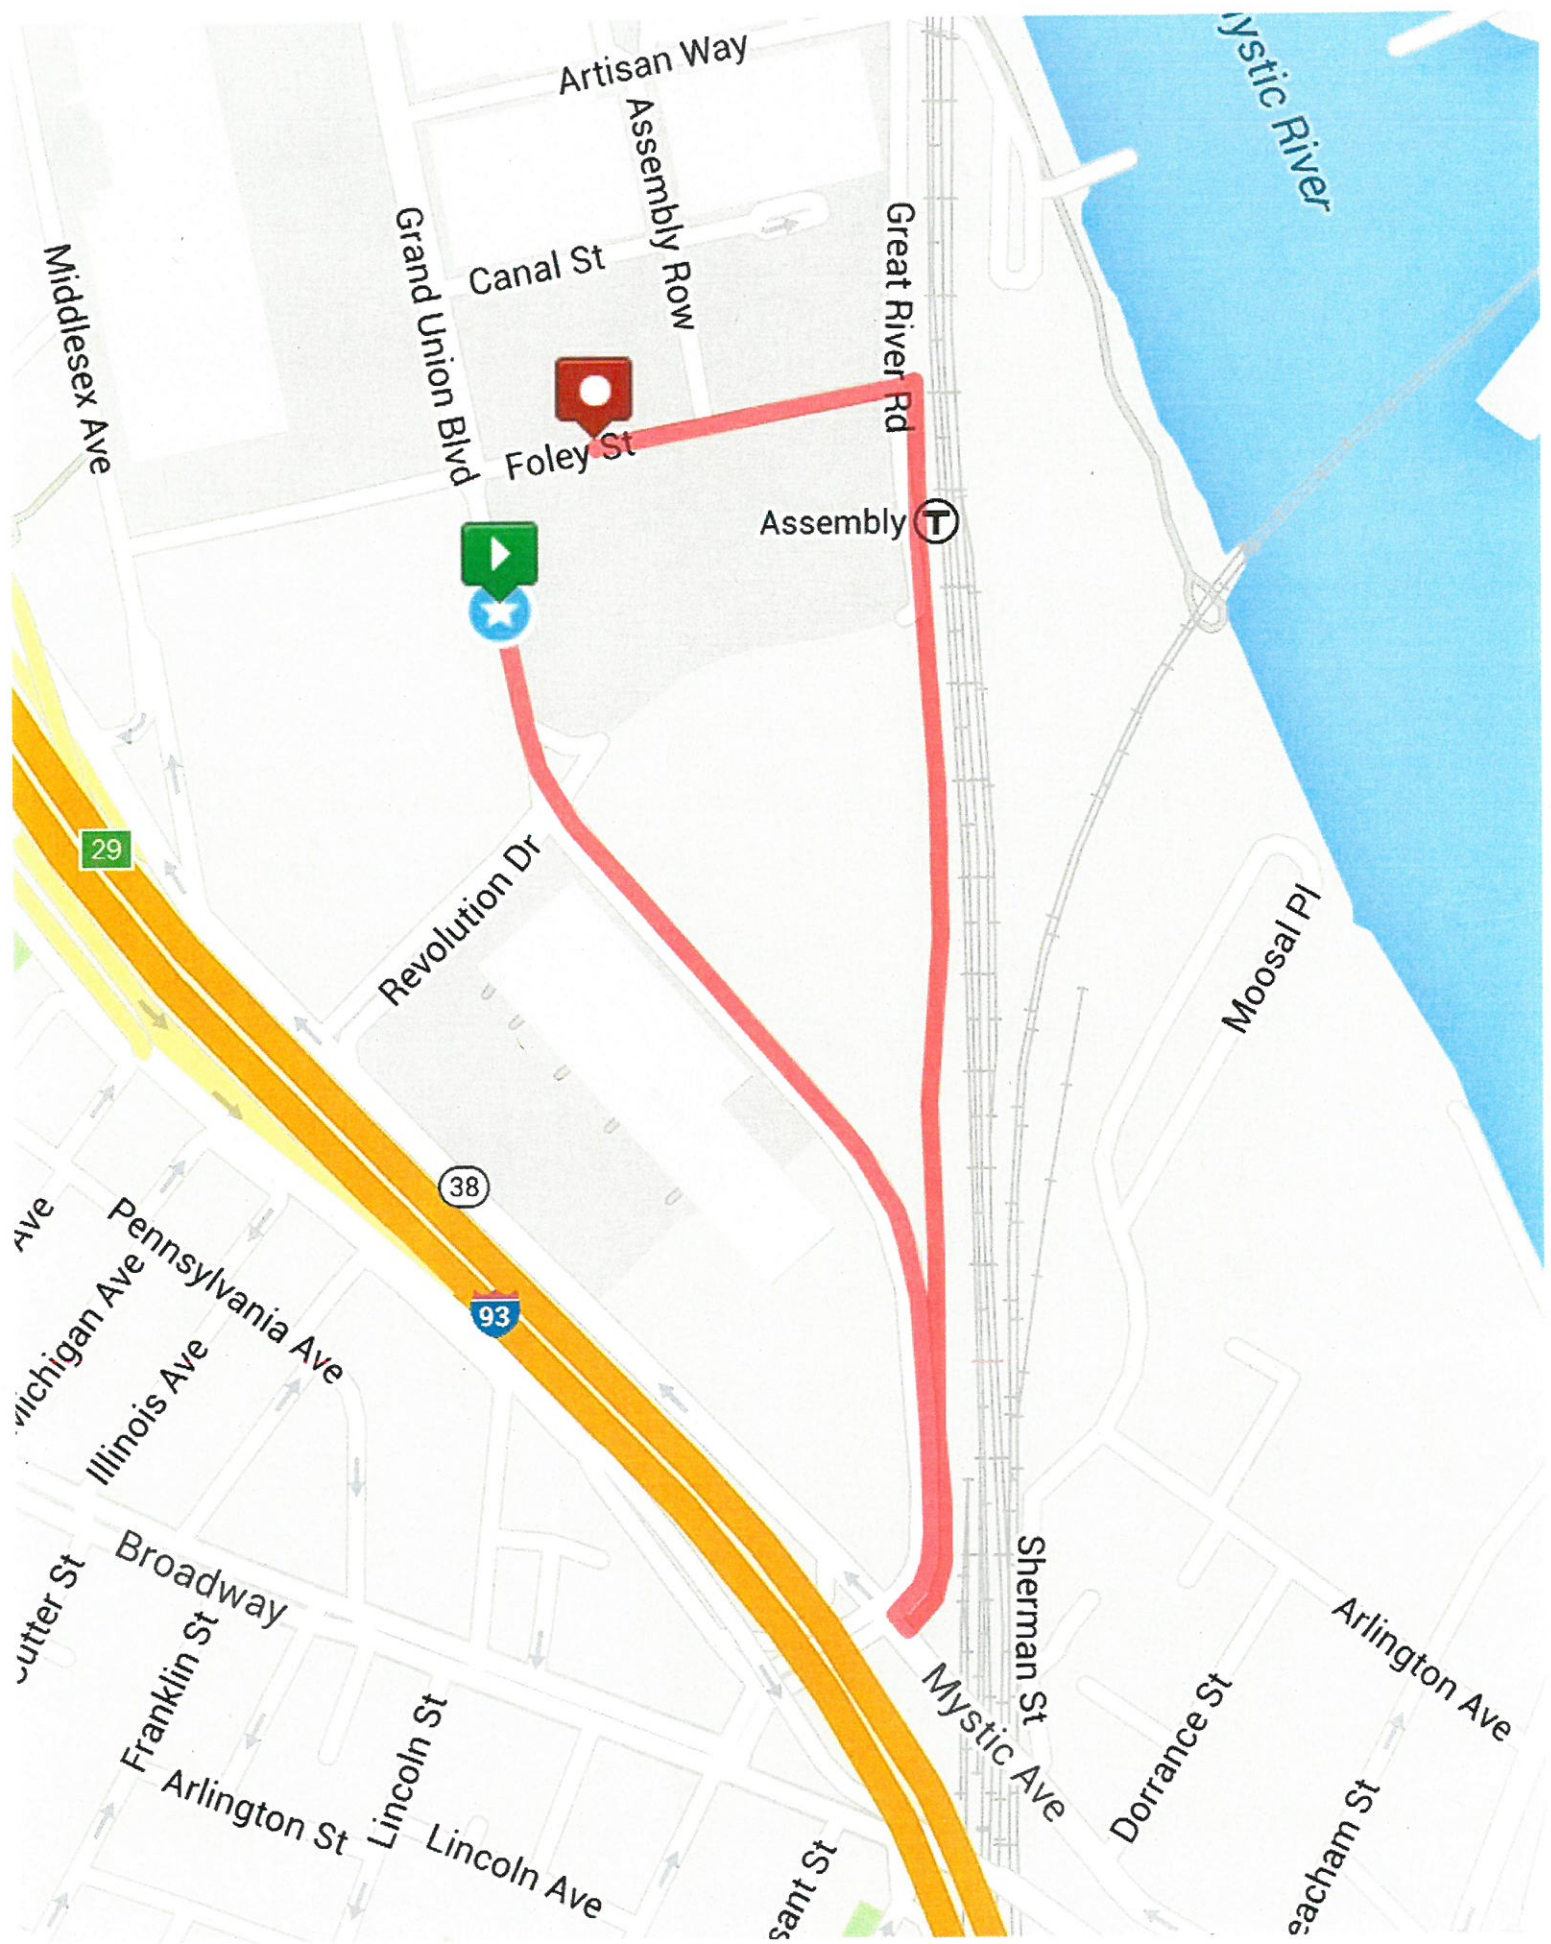 Artisan Way
Mystic River
Assembly Row
Great River Rd
Grand Union Blvd
Canal St
Middlesex Ave
Foley St
Assembly
T
29
Revolution Dr
Moosal Pl
38
Ave
Pennsylvania Ave
93
Michigan Ave
Illinois Ave
Broadway
Sherman St
Arlington Ave
Franklin St
Mystic Ave
Dorrance St
Lincoln St
Arlington St
Lincoln Ave